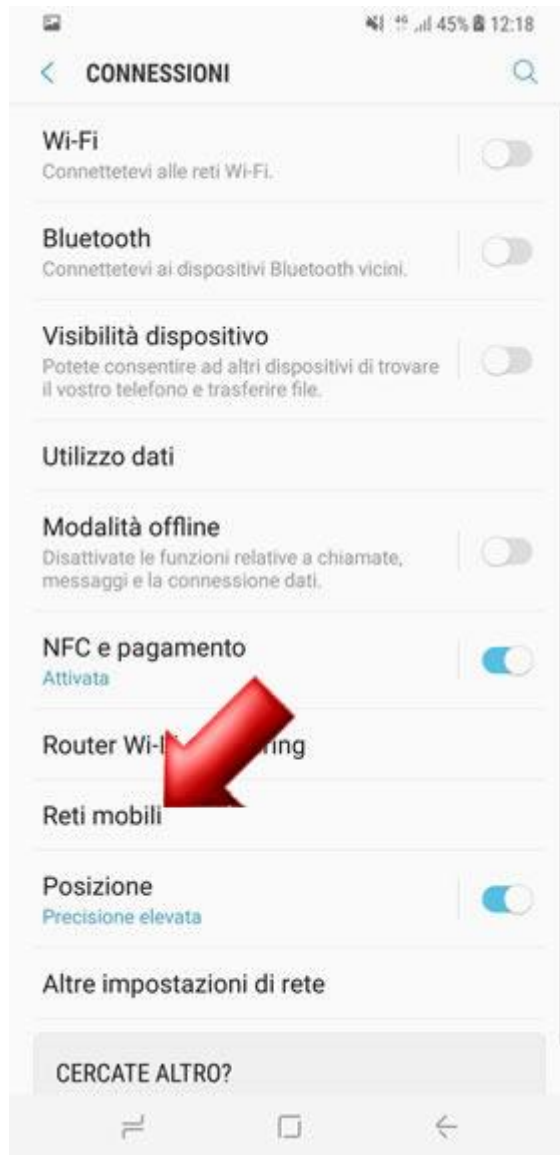 45% 12:18
CONNESSIONI
Wi-Fi
Connettetevi alle reti Wi-Fi.
Bluetooth
Connettetevi ai dispositivi Bluetooth vicini.
Visibilità dispositivo
Potete consentire ad altri dispositivi di trovare
il vostro telefono e trasferire file.
Utilizzo dati
Modalità offline
Disattivate le funzioni relative a chiamate,
messaggi e la connessione dati.
NFC e pagamento
Attivata
Router
Reti mobili
Posizione
Precisione elevata
Altre impostazioni di rete
CERCATE ALTRO?